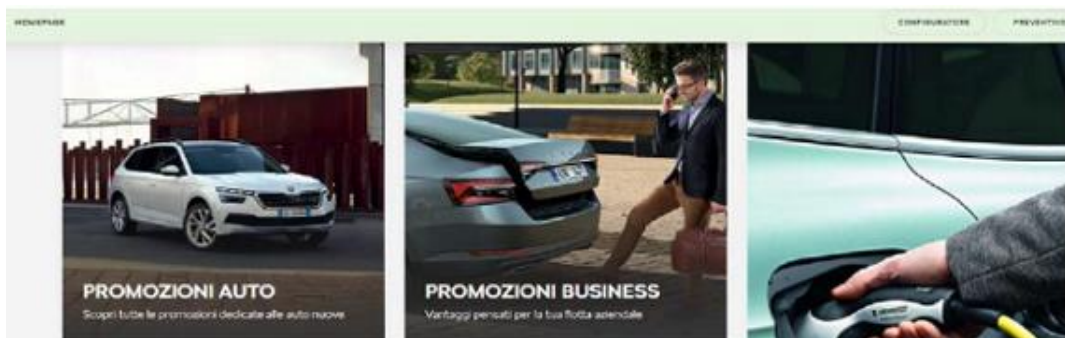 HOMEPAGE
CONFIGURATORE
PREVENTIVO
PROMOZIONI AUTO
Scopri tutte le promozioni dedicate alle auto nuove
PROMOZIONI BUSINESS
Vantaggi pensati per la tua flotta aziendale